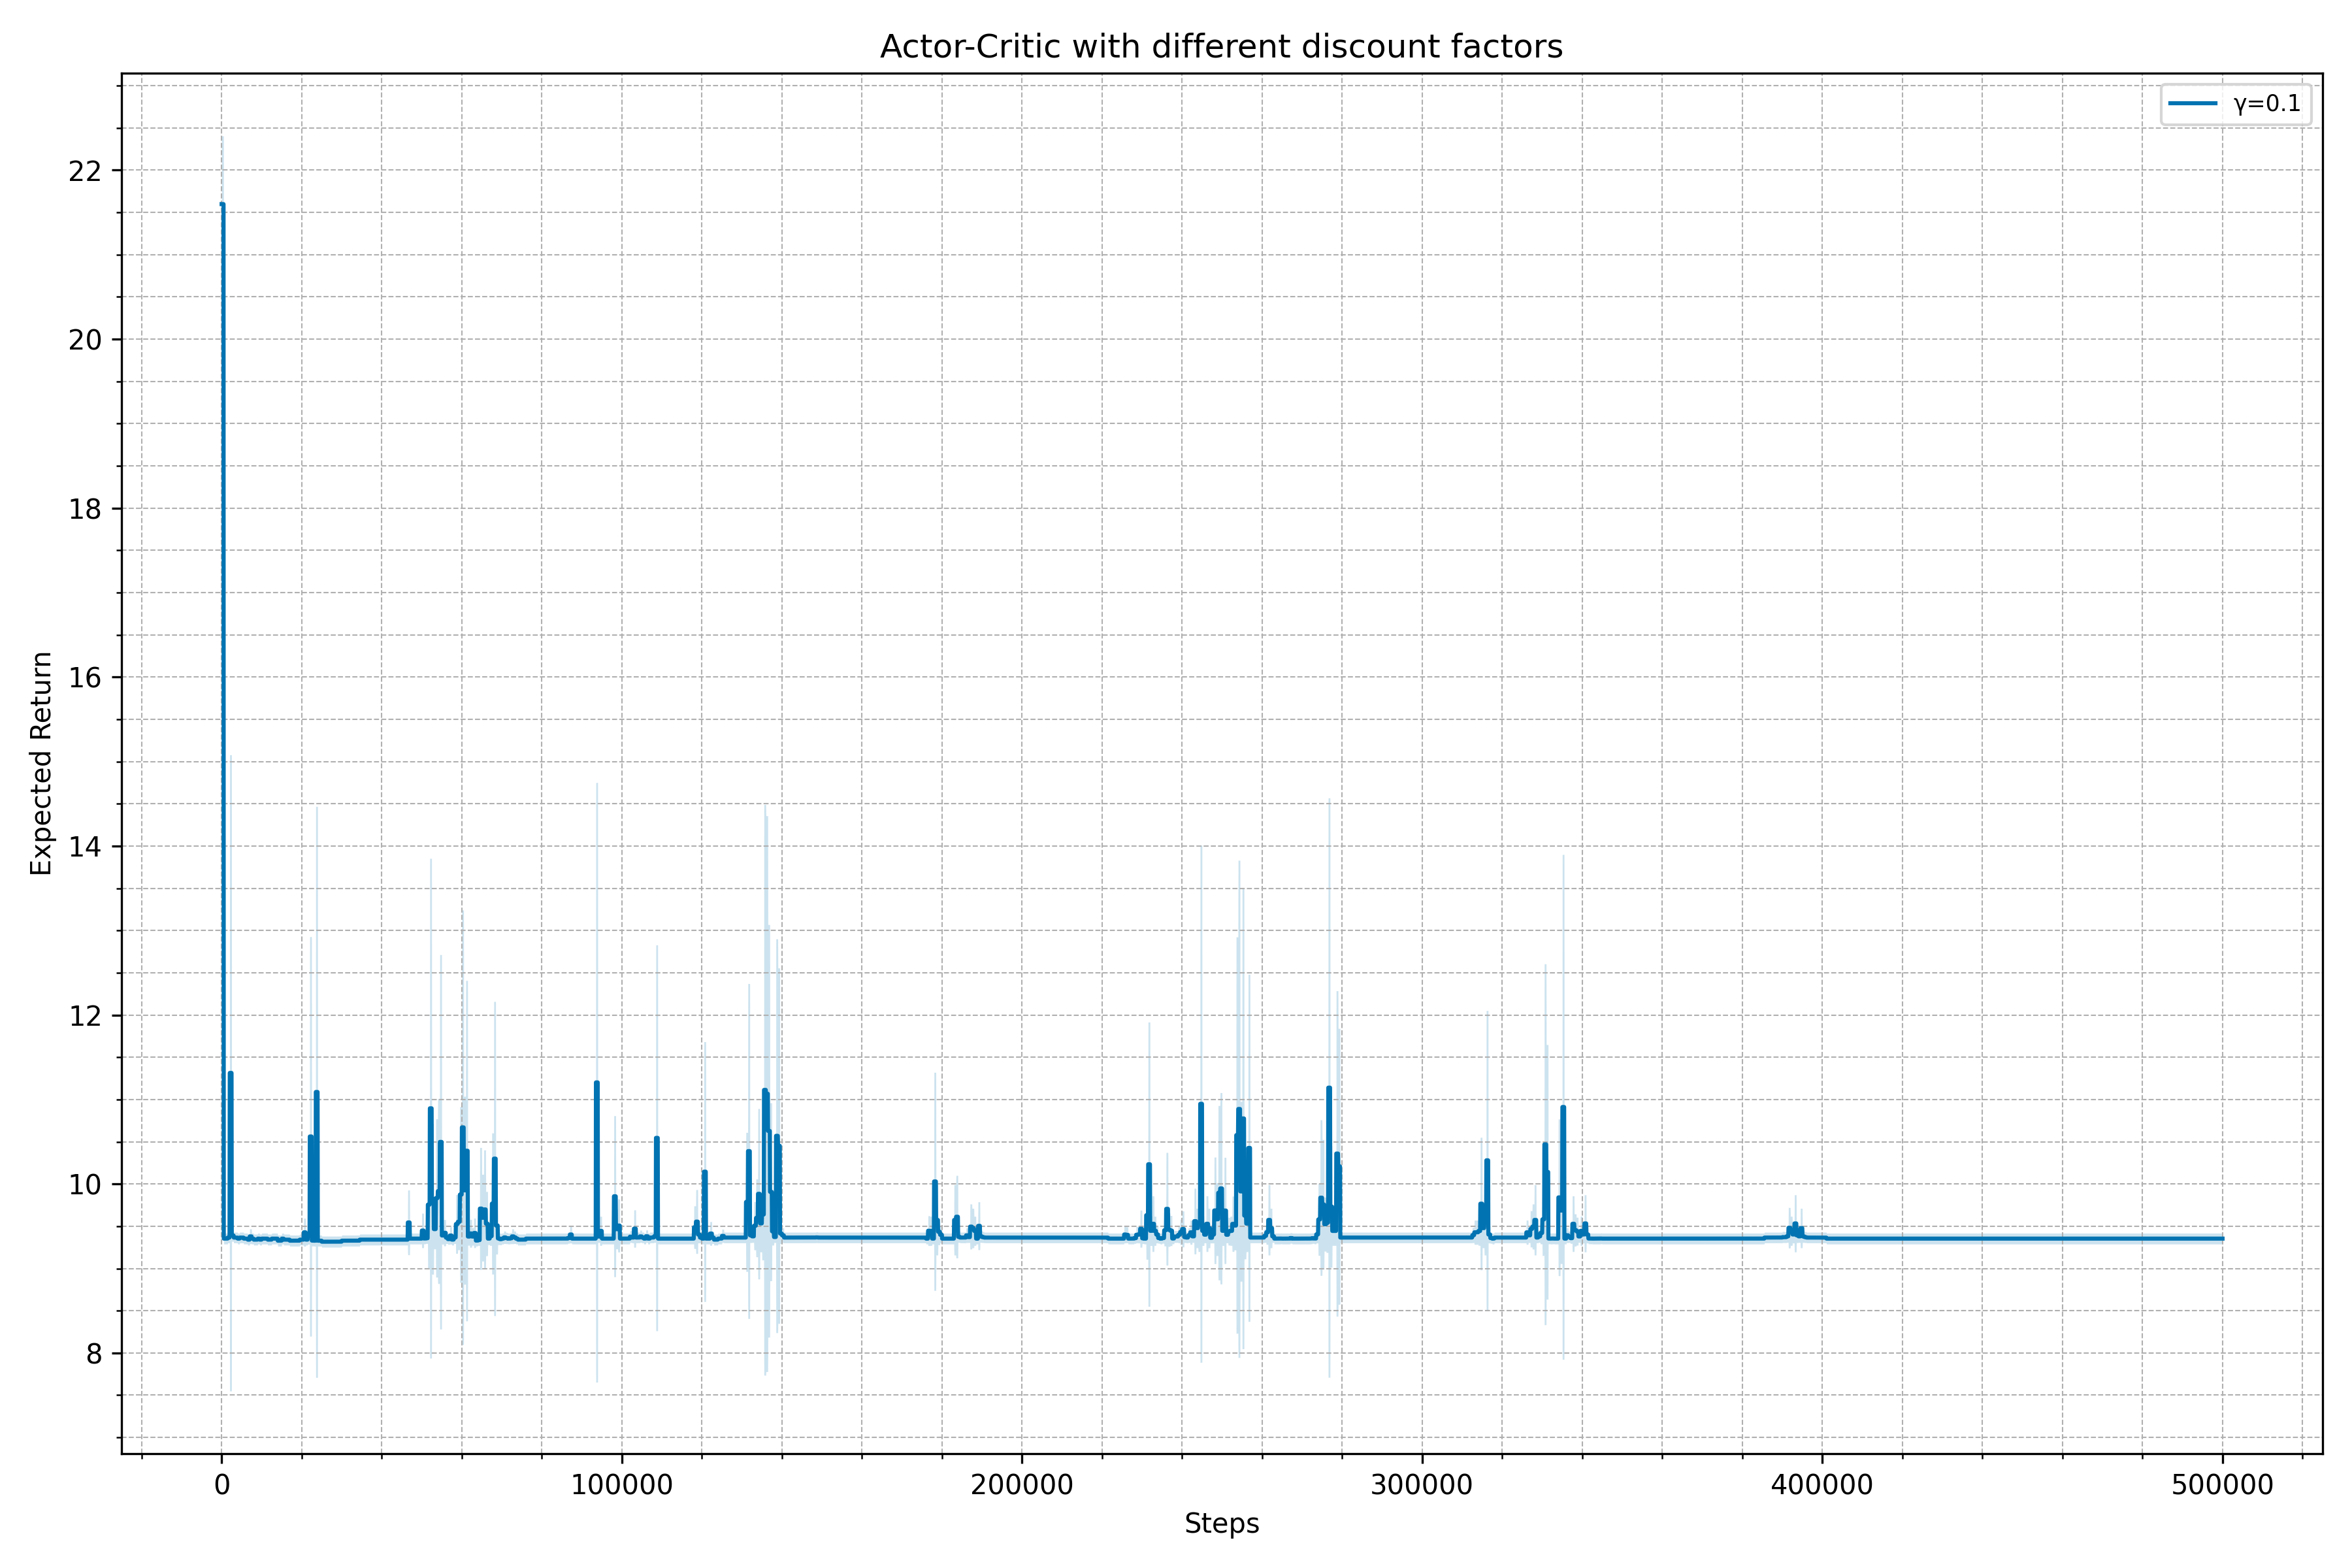 Actor-Critic with different discount factors
γ=0.1
22
20
18
16
14
12
10
8
Expected Return
0 100000 200000 300000 400000 500000
Steps